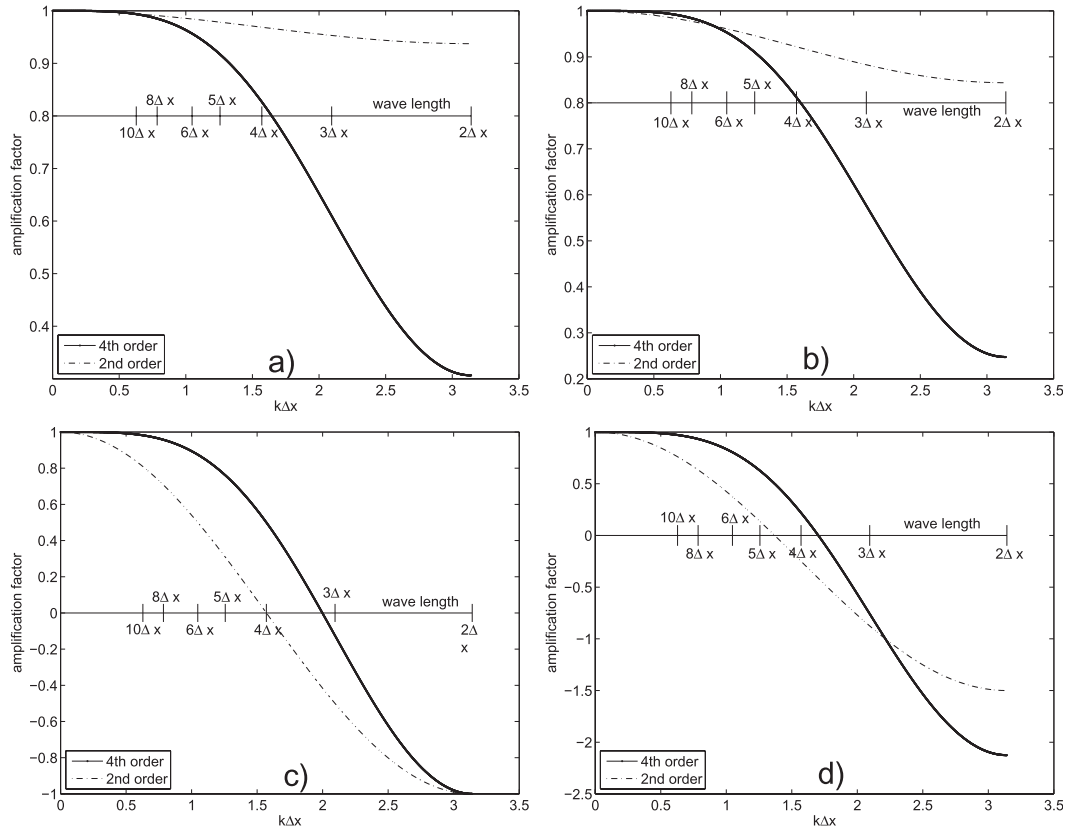 1
0.9
0.8
0.7
0.6
0.5
0.4
amplification factor
8Δ x
5Δ x
wave length
10Δ x
6Δ x
4Δ x
3Δ x
2Δ x
4th order
2nd order
a)
0
0.5
1
1.5
2
2.5
3
3.5
kΔx
1
0.9
0.8
0.7
0.6
0.5
0.4
0.3
0.2
amplification factor
8Δ x
5Δ x
wave length
10Δ x
6Δ x
4Δ x
3Δ x
2Δ x
4th order
2nd order
b)
0
0.5
1
1.5
2
2.5
3
3.5
kΔx
1
0.8
0.6
0.4
0.2
0
−0.2
−0.4
−0.6
−0.8
−1
amplification factor
8Δ x
5Δ x
3Δ x
wave length
10Δ x
6Δ x
4Δ x
2Δ
x
4th order
2nd order
c)
0
0.5
1
1.5
2
2.5
3
3.5
kΔx
1
0.5
0
−0.5
−1
−1.5
−2
−2.5
amplification factor
10Δ x
6Δ x
wave length
8Δ x
5Δ x
4Δ x
3Δ x
2Δ x
4th order
2nd order
d)
0
0.5
1
1.5
2
2.5
3
3.5
kΔx